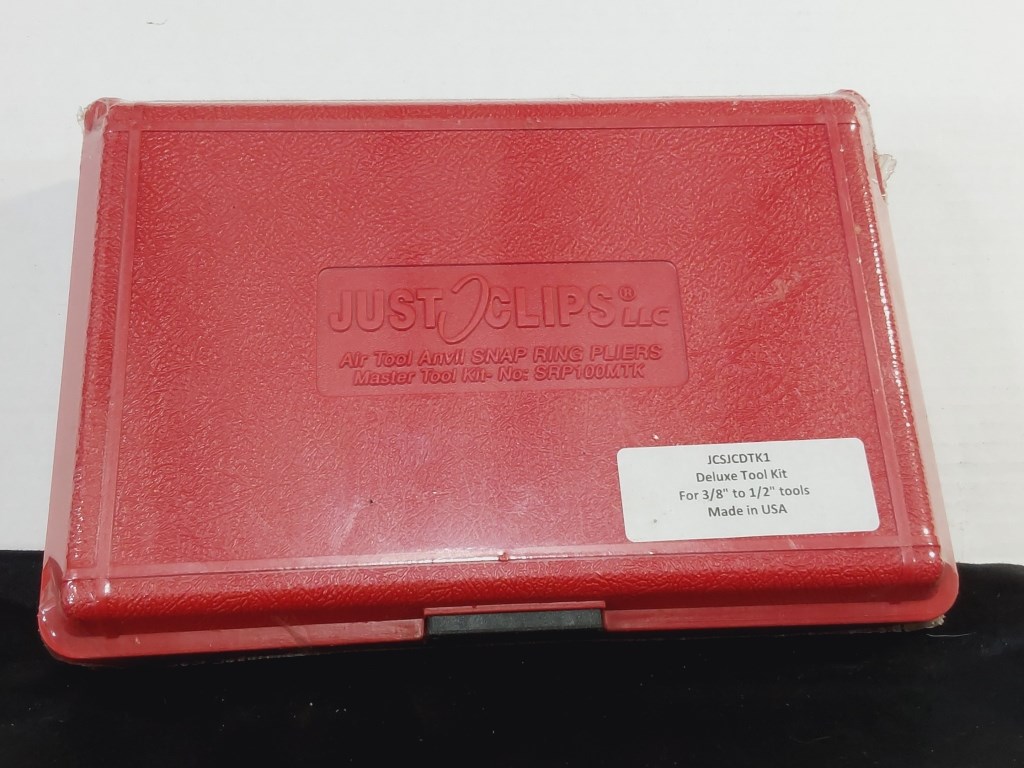 JUST CLIPS® LLC
Air Tool Anvil SNAP RING PLIERS
Master Tool Kit- No: SRP100MTK
JCSJCDTK1
Deluxe Tool Kit
For 3/8" to 1/2" tools
Made in USA